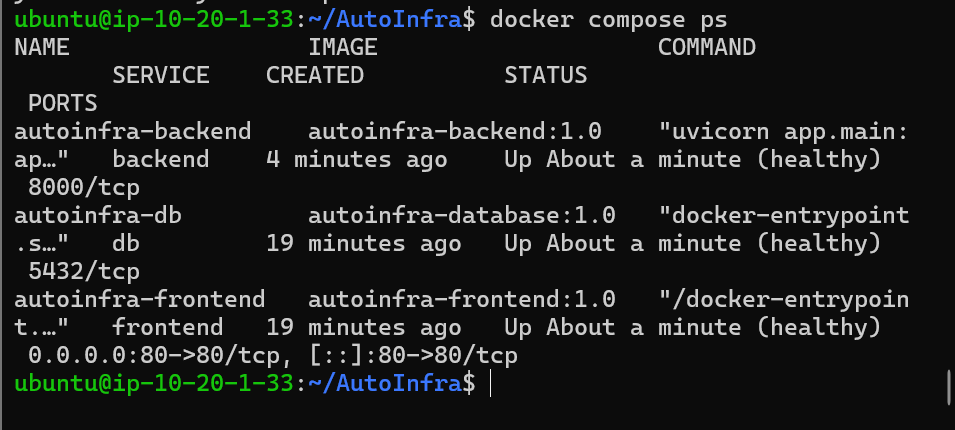 ubuntu@ip-10-20-1-33:~/AutoInfra$ docker compose ps
NAME                 IMAGE                    COMMAND
       SERVICE    CREATED          STATUS
 PORTS
autoinfra-backend    autoinfra-backend:1.0    "uvicorn app.main:
ap…"   backend    4 minutes ago    Up About a minute (healthy)
 8000/tcp
autoinfra-db         autoinfra-database:1.0   "docker-entrypoint
.s…"   db         19 minutes ago   Up About a minute (healthy)
 5432/tcp
autoinfra-frontend   autoinfra-frontend:1.0   "/docker-entrypoin
t.…"   frontend   19 minutes ago   Up About a minute (healthy)
 0.0.0.0:80->80/tcp, [::]:80->80/tcp
ubuntu@ip-10-20-1-33:~/AutoInfra$